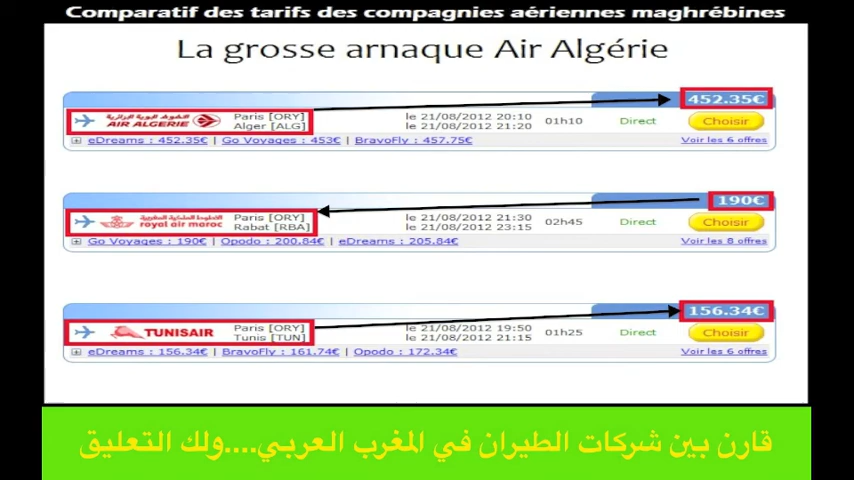 Comparatif des tarifs des compagnies aériennes maghrébines
La grosse arnaque Air Algérie
452.35€
الخطوط الجوية الجزائرية
AIR ALGERIE
Paris [ORY]
Alger [ALG]
le 21/08/2012 20:10
le 21/08/2012 21:20
01h10
Direct
Choisir
eDreams : 452.35€ | Go Voyages : 453€ | BravoFly : 457.75€
Voir les 6 offres
190€
الخطوط الملكية المغربية
royal air maroc
Paris [ORY]
Rabat [RBA]
le 21/08/2012 21:30
le 21/08/2012 23:15
02h45
Direct
Choisir
Go Voyages : 190€ | Opodo : 200.84€ | eDreams : 205.84€
Voir les 8 offres
156.34€
TUNISAIR
Paris [ORY]
Tunis [TUN]
le 21/08/2012 19:50
le 21/08/2012 21:15
01h25
Direct
Choisir
eDreams : 156.34€ | BravoFly : 161.74€ | Opodo : 172.34€
Voir les 6 offres
قارن بين شركات الطيران في المغرب العربي....ولك التعليق